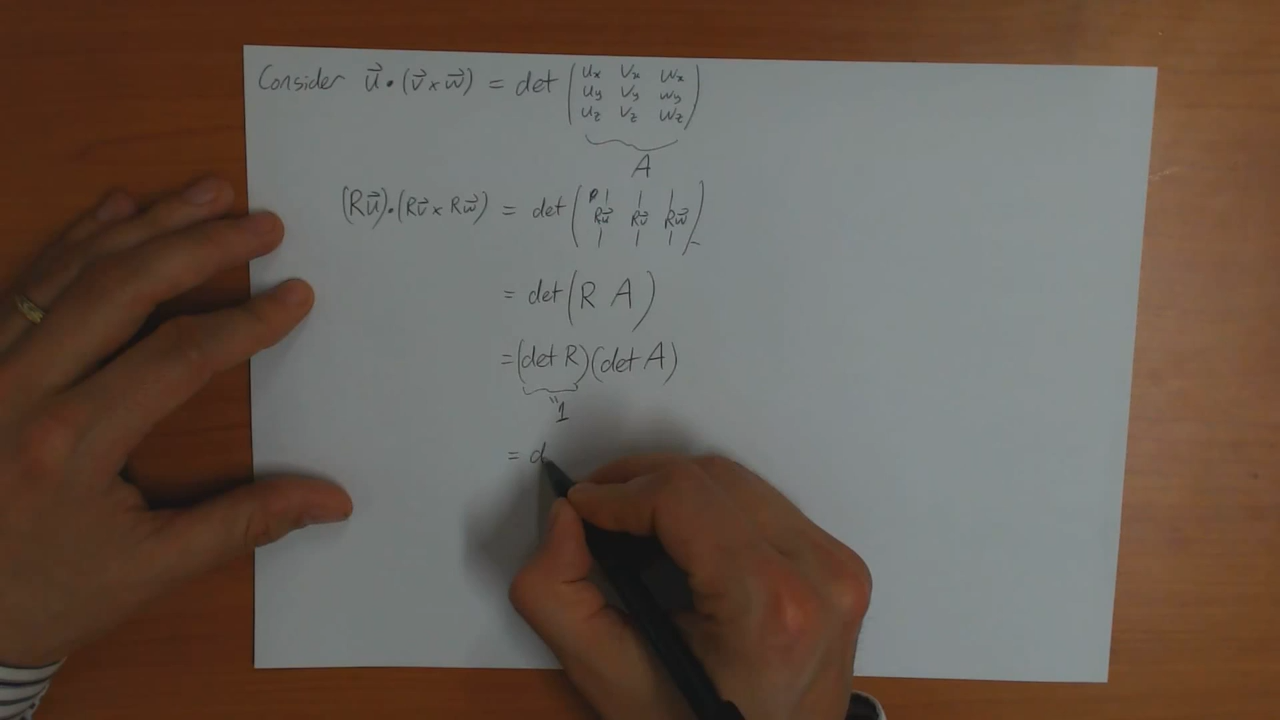 Consider u⃗ • (v⃗ × w⃗) = det ( uₓ vₓ wₓ
u_y v_y w_y
u_z v_z w_z )
A
(Ru⃗)•(Rv⃗ × Rw⃗) = det ( R | | |
Ru⃗ Rv⃗ Rw⃗
| | | )
= det(R A)
= (det R)(det A)
"1
= d